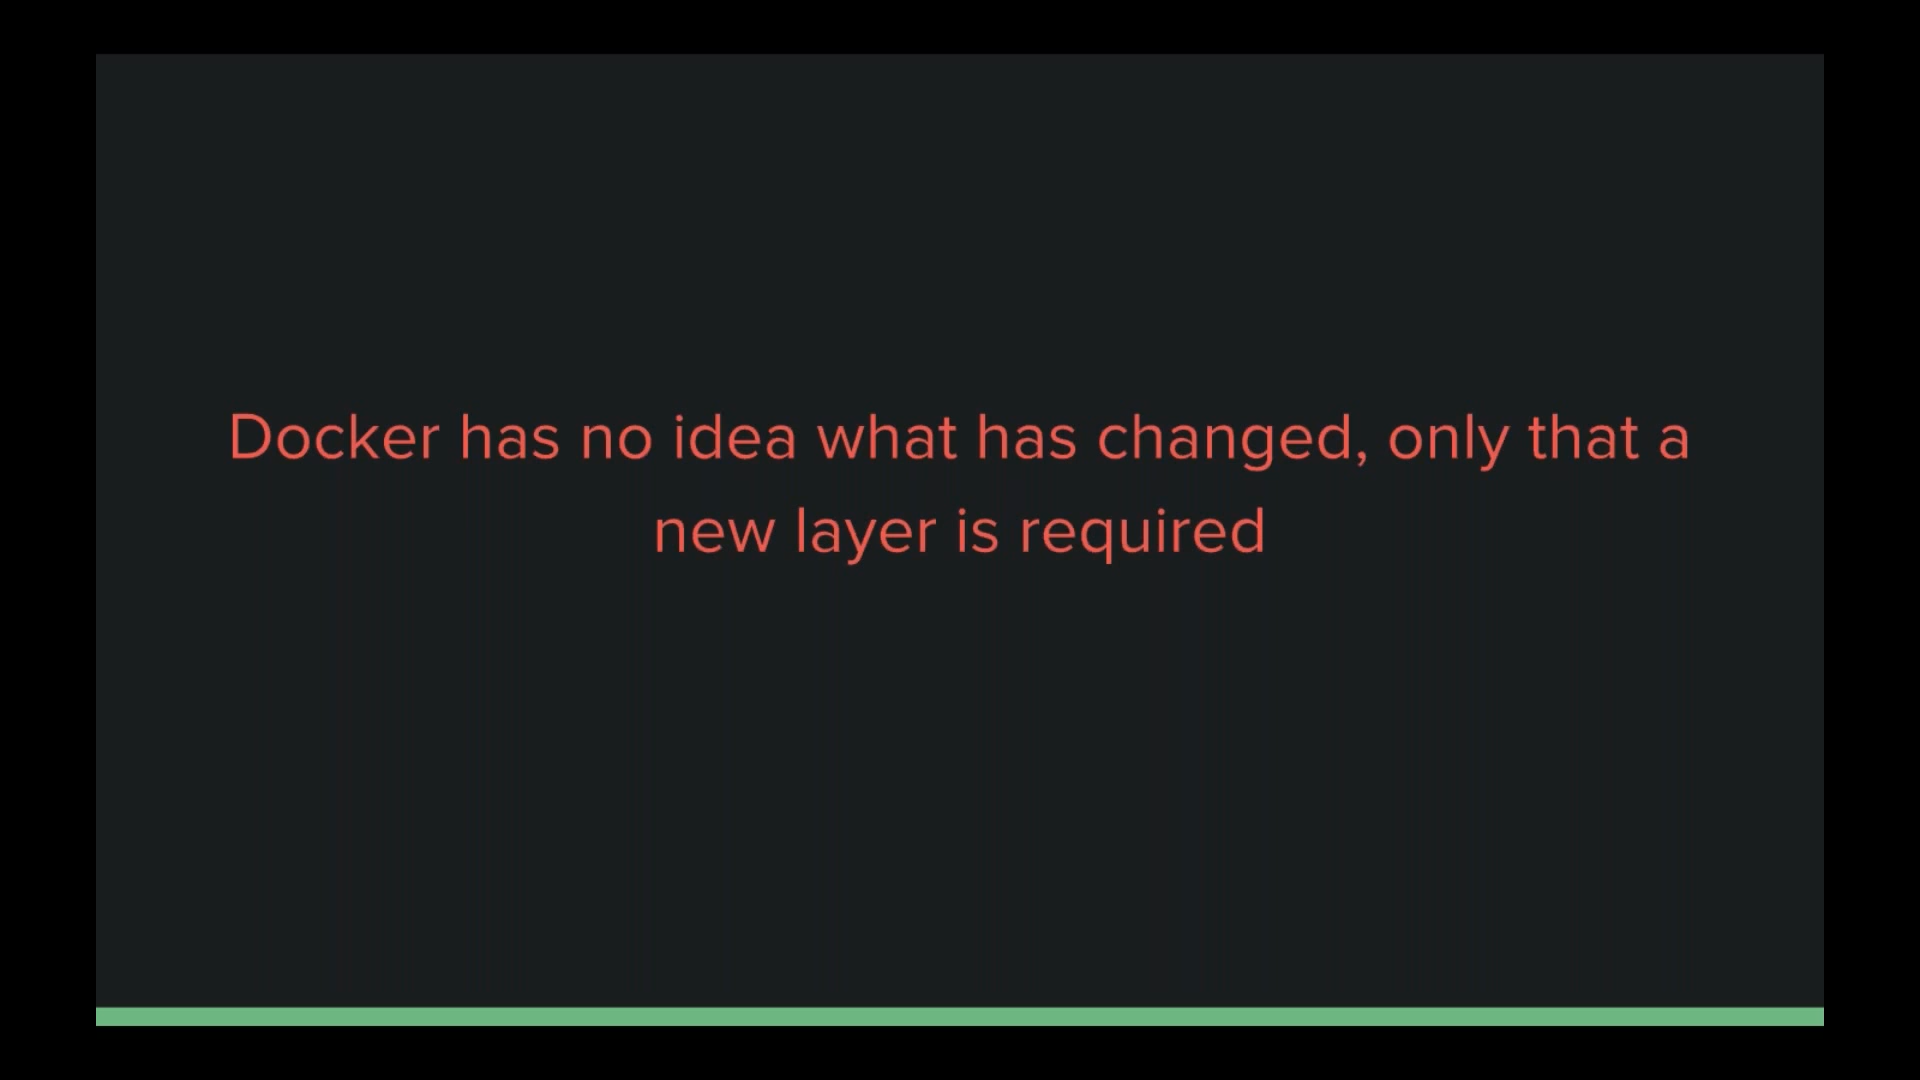 Docker has no idea what has changed, only that a
new layer is required